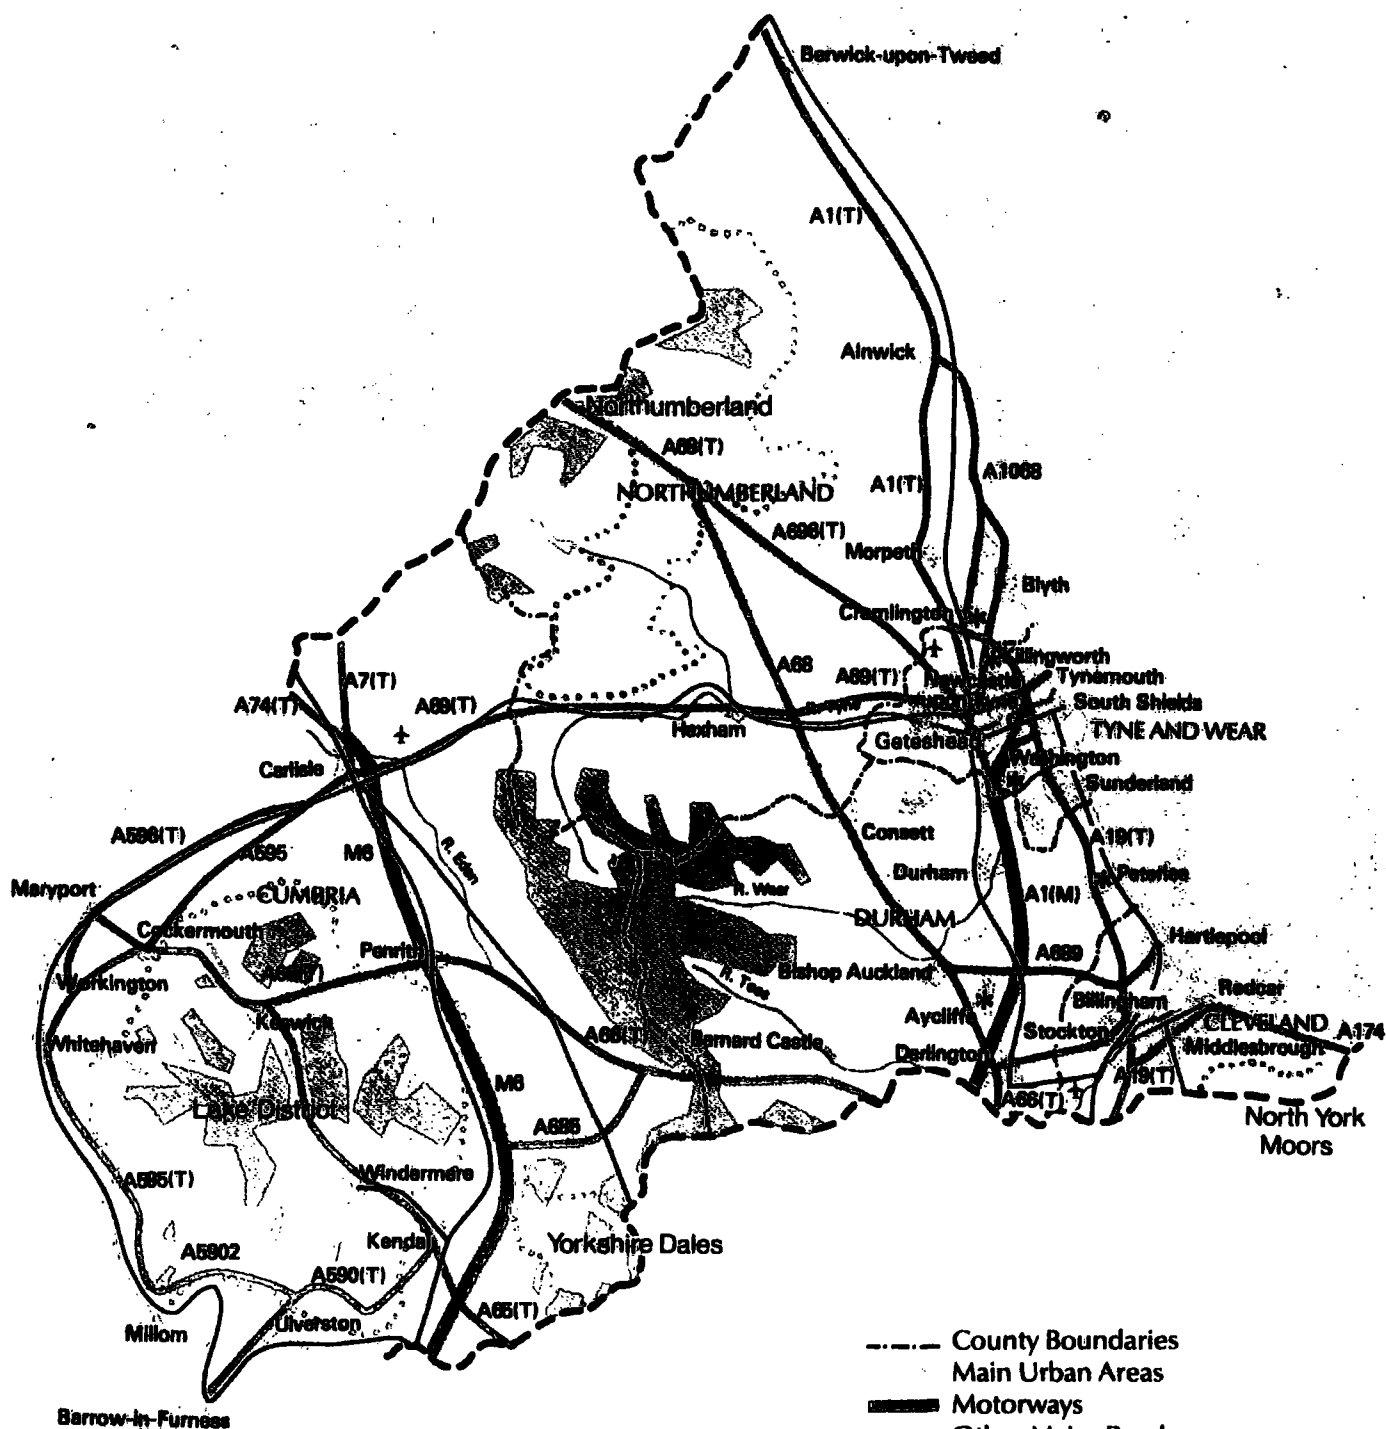 Berwick-upon-Tweed
A1(T)
Alnwick
Northumberland
A68(T)
A1068
A1(T)
NORTHUMBERLAND
A696(T)
Morpeth
Blyth
Cramlington
Killingworth
A68
A69(T)
Tynemouth
A7(T)
A74(T)
A69(T)
South Shields
Hexham
TYNE AND WEAR
Gateshead
Washington
Carlisle
Sunderland
A596(T)
Consett
A19(T)
A595
M6
R. Eden
Durham
Peterlee
Maryport
CUMBRIA
R. Wear
A1(M)
DURHAM
Cockermouth
Hartlepool
Penrith
A689
Workington
R. Tees
Bishop Auckland
Redcar
Billingham
Aycliffe
Keswick
CLEVELAND
Stockton
A174
Whitehaven
A66(T)
Barnard Castle
Middlesbrough
Darlington
A19(T)
M6
Lake District
A66(T)
North York
Moors
A685
Windermere
A595(T)
Kendal
Yorkshire Dales
A5902
A590(T)
A65(T)
Ulverston
Millom
Barrow-in-Furness
County Boundaries
Main Urban Areas
Motorways